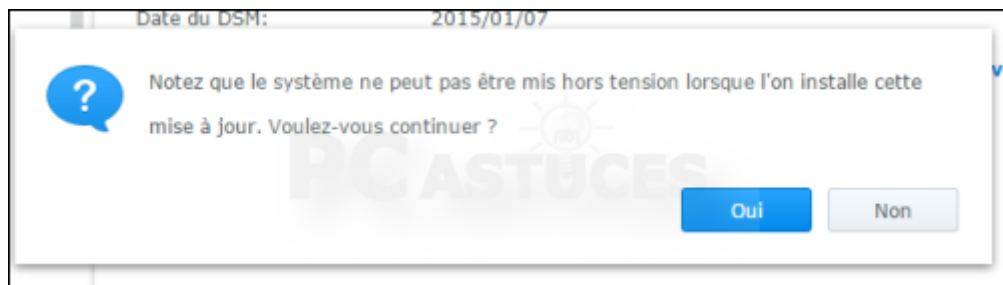 Date du DSM: 2015/01/07
Notez que le système ne peut pas être mis hors tension lorsque l'on installe cette
mise à jour. Voulez-vous continuer ?
PC ASTUCES
Oui Non